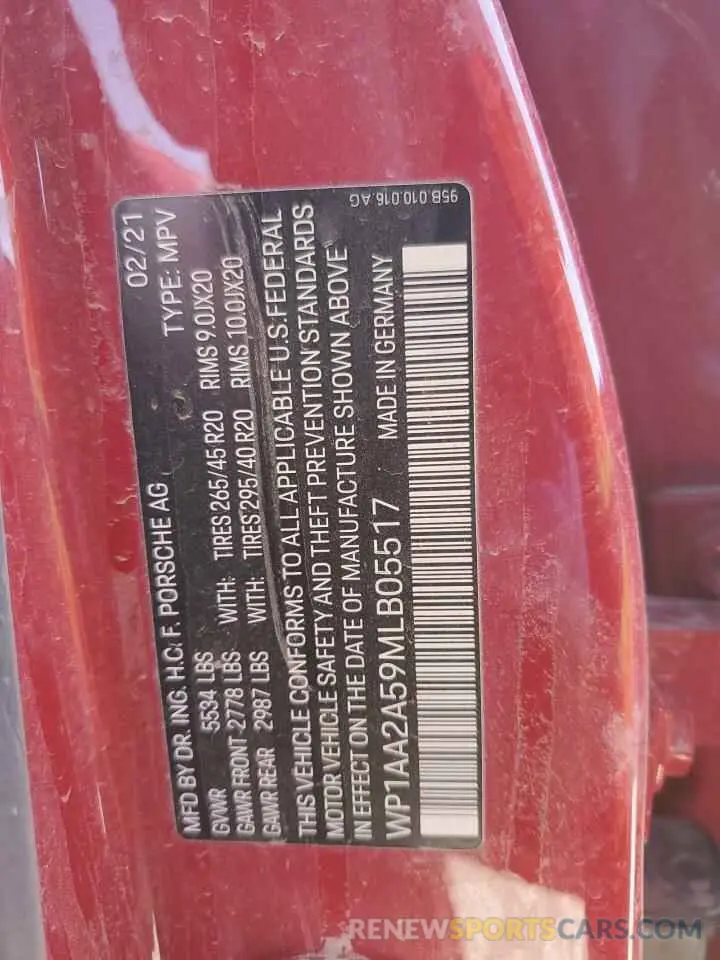 MFD BY DR. ING. H.C. F. PORSCHE AG 02/21
GVWR 5534 LBS TYPE: MPV
GAWR FRONT 2778 LBS WITH: TIRES 265/45 R20 RIMS 9.0JX20
GAWR REAR 2987 LBS WITH: TIRES 295/40 R20 RIMS 10.0JX20
THIS VEHICLE CONFORMS TO ALL APPLICABLE U.S. FEDERAL
MOTOR VEHICLE SAFETY AND THEFT PREVENTION STANDARDS
IN EFFECT ON THE DATE OF MANUFACTURE SHOWN ABOVE
WP1AA2A59MLB05517 MADE IN GERMANY
95B.010.016.AG
RENEWSPORTSCARS.COM